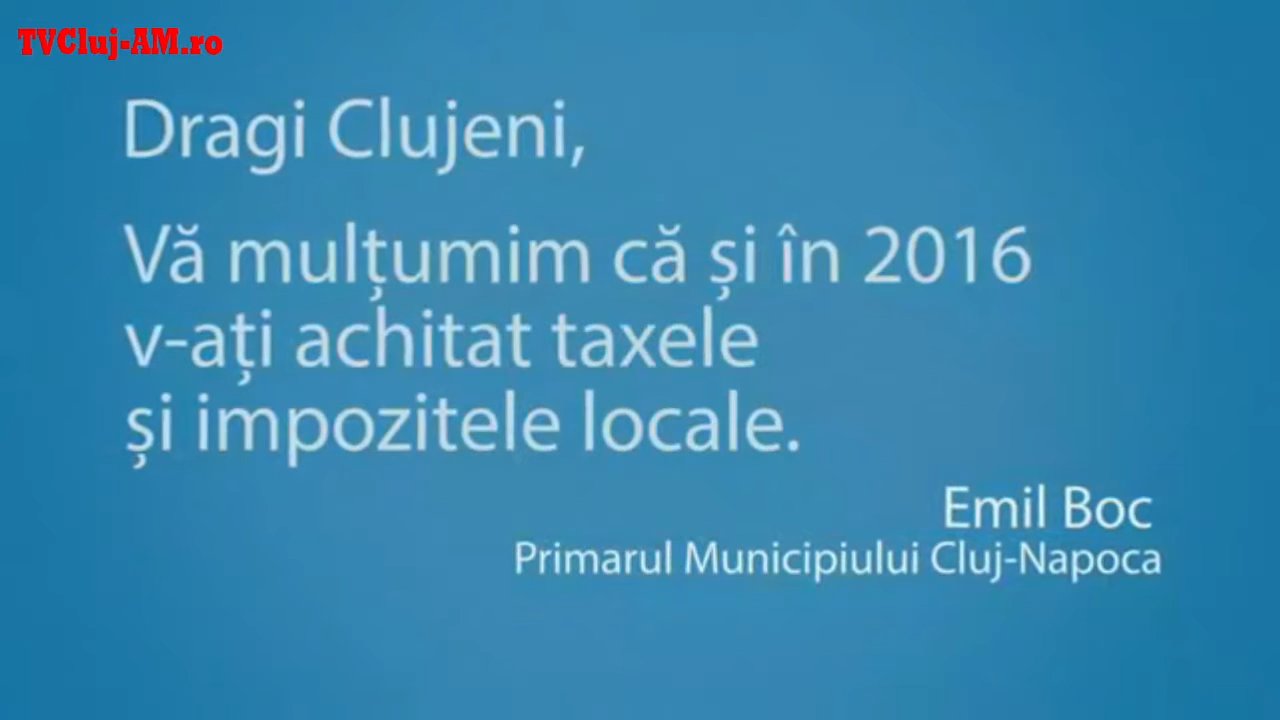 TVCluj-AM.ro
Dragi Clujeni,
Vă mulțumim că și în 2016
v-ați achitat taxele
și impozitele locale.
Emil Boc
Primarul Municipiului Cluj-Napoca